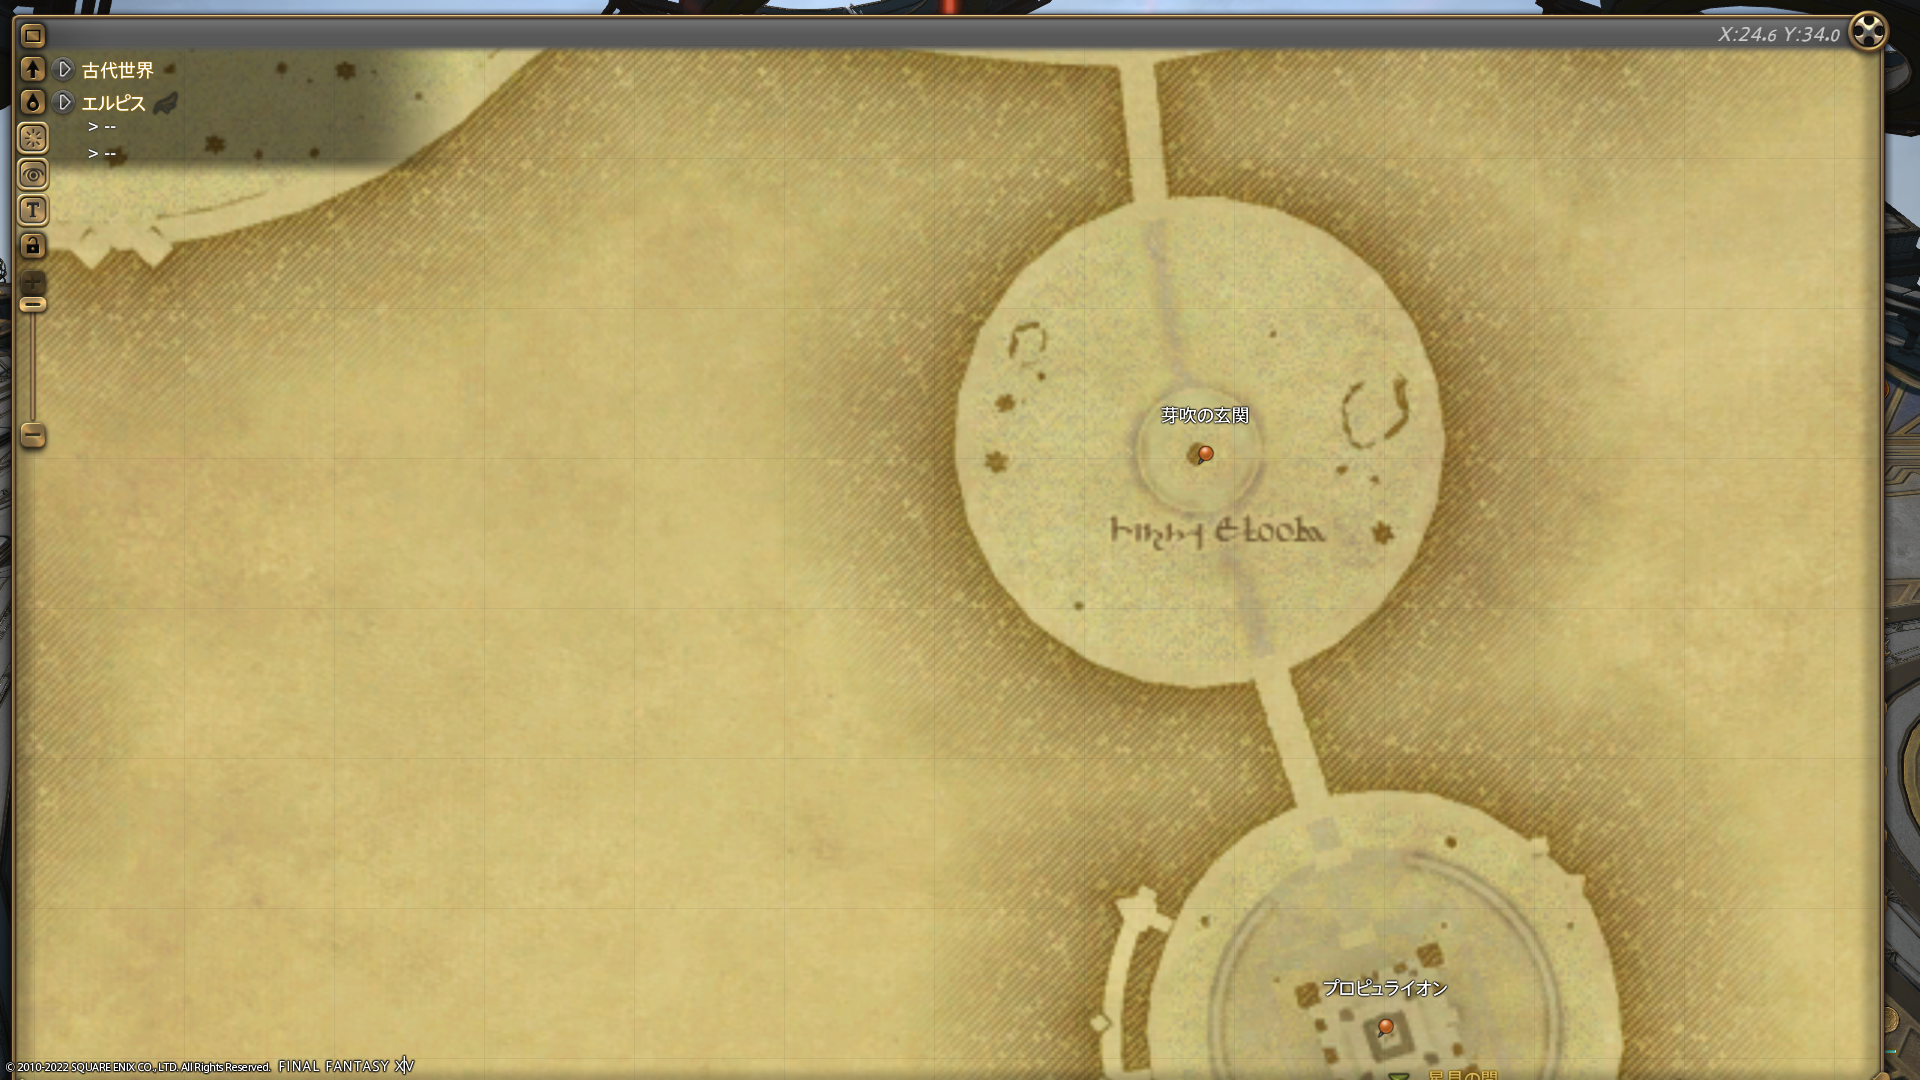 X:24.6 Y:34.0
古代世界
エルピス
> --
> --
T
芽吹の玄関
プロピュライオン
© 2010-2022 SQUARE ENIX CO., LTD. All Rights Reserved. FINAL FANTASY XIV